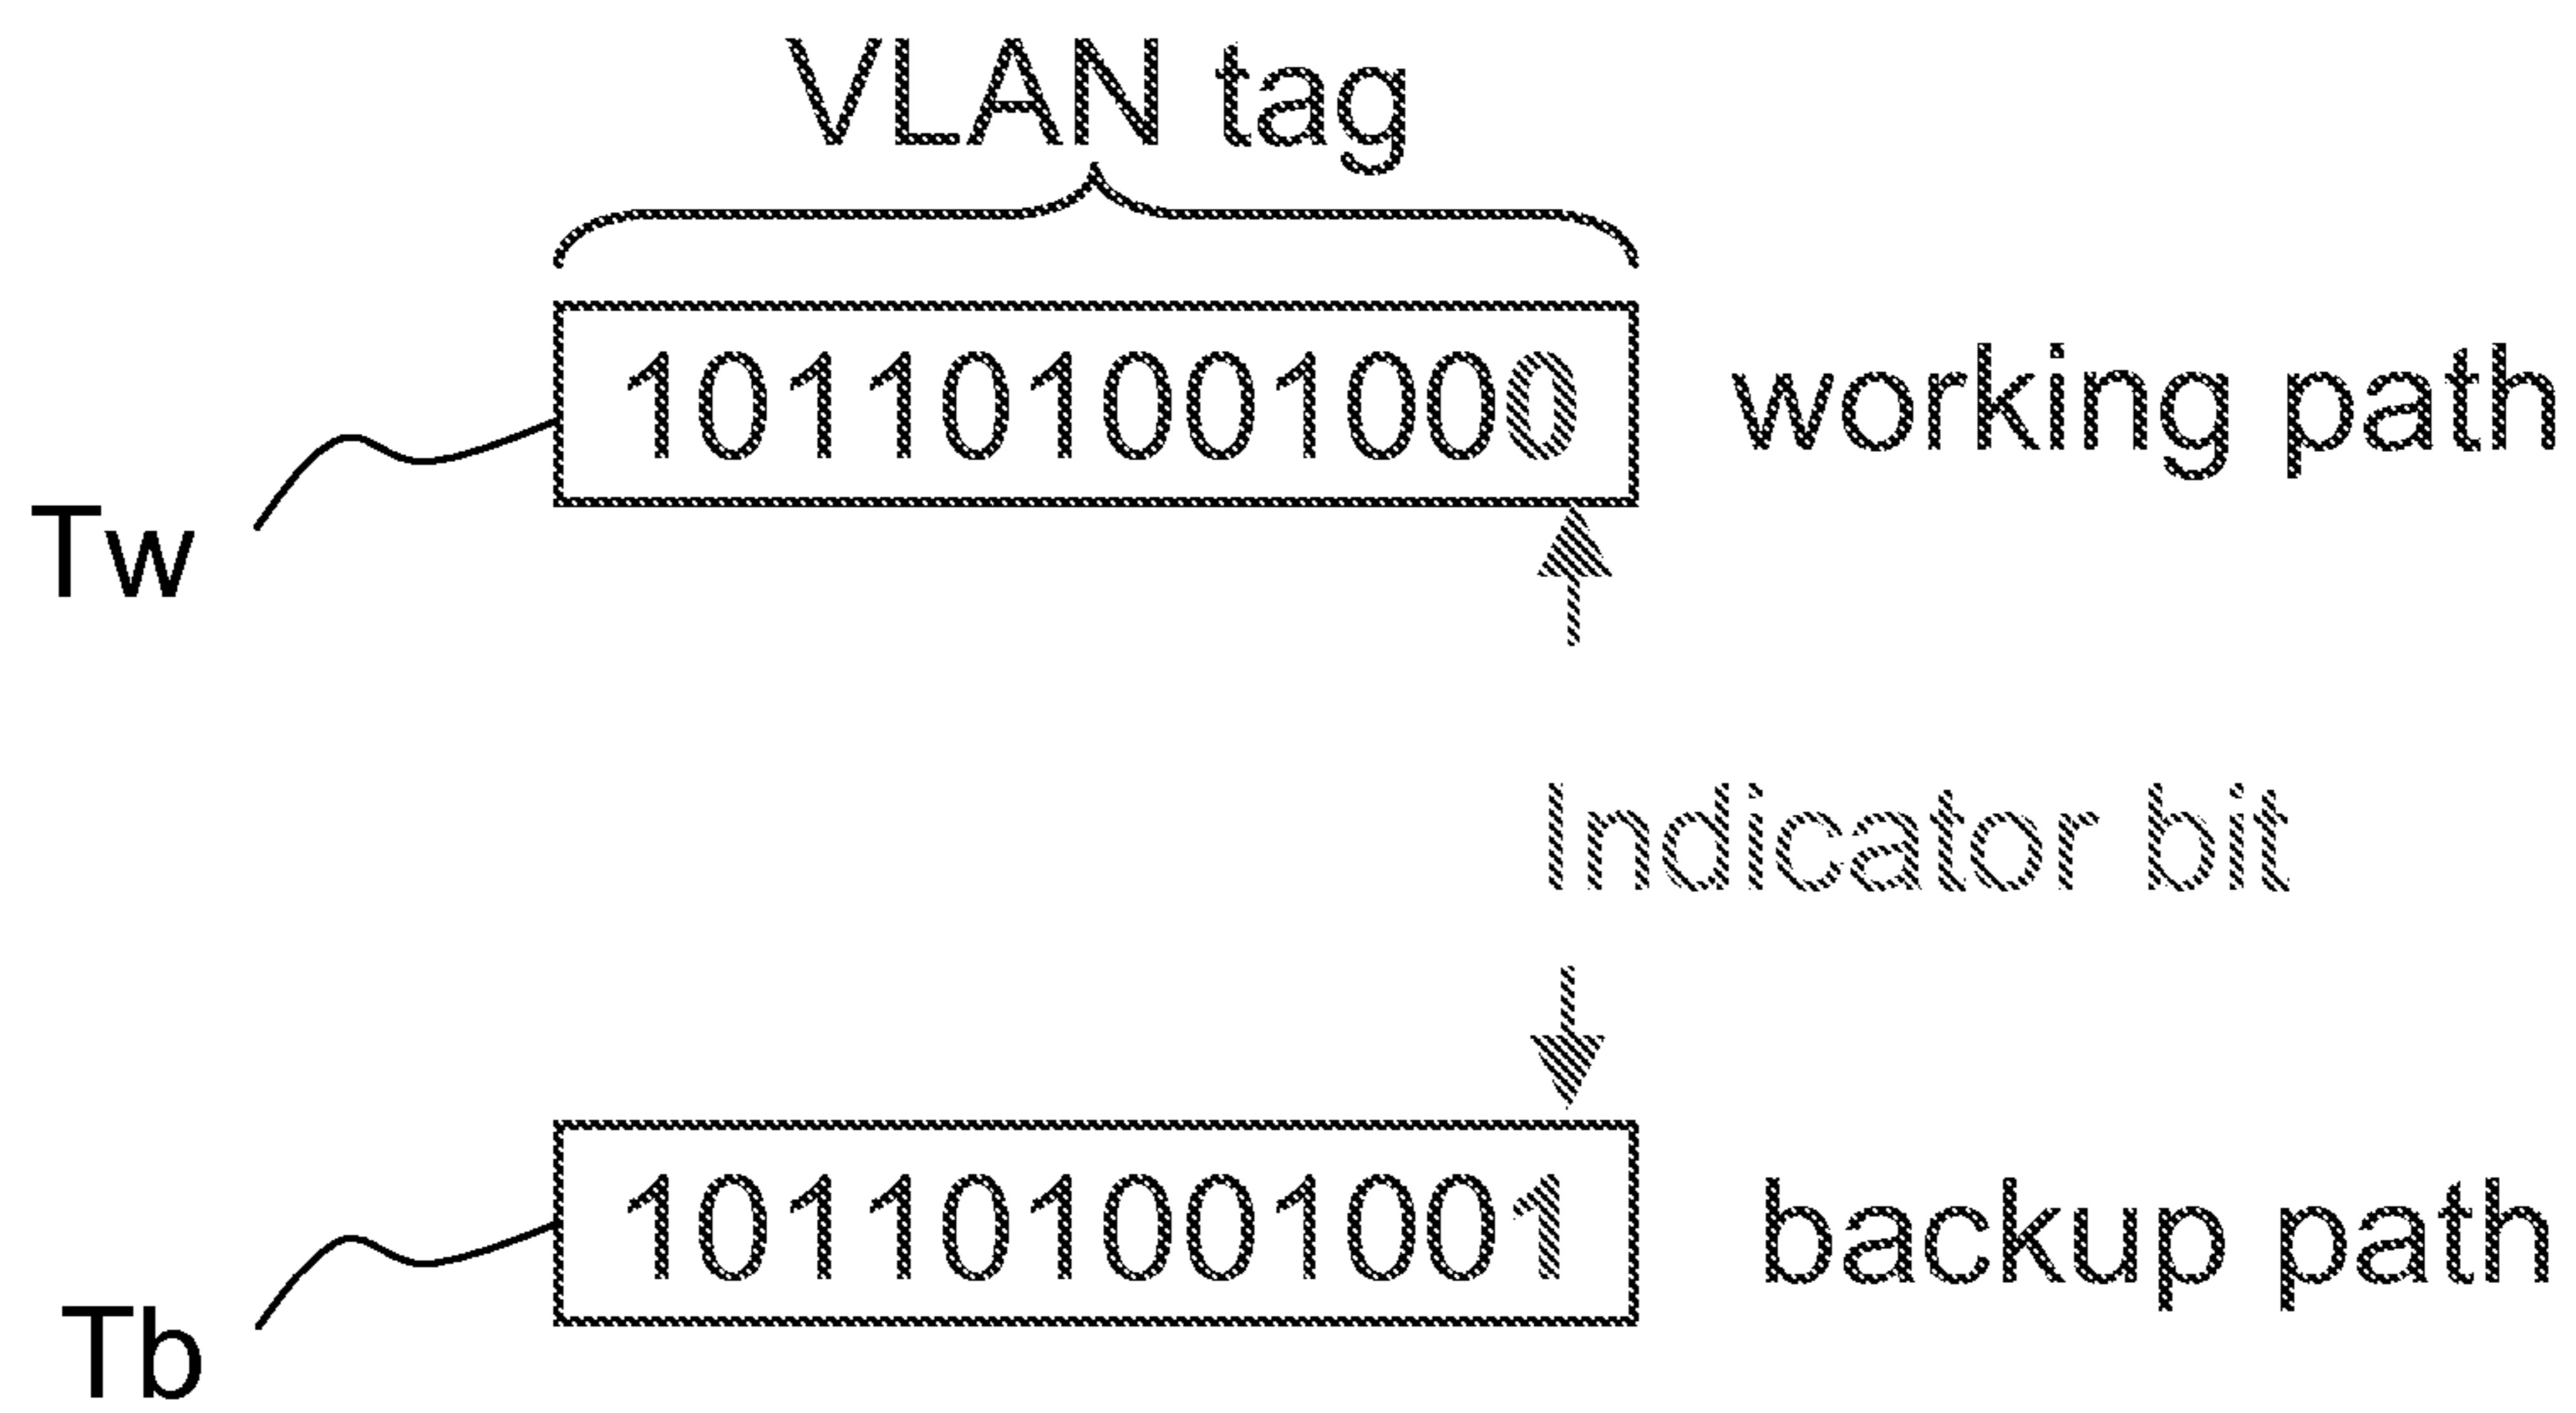 VLAN tag
101101001000 working path
Tw
Indicator bit
101101001001 backup path
Tb